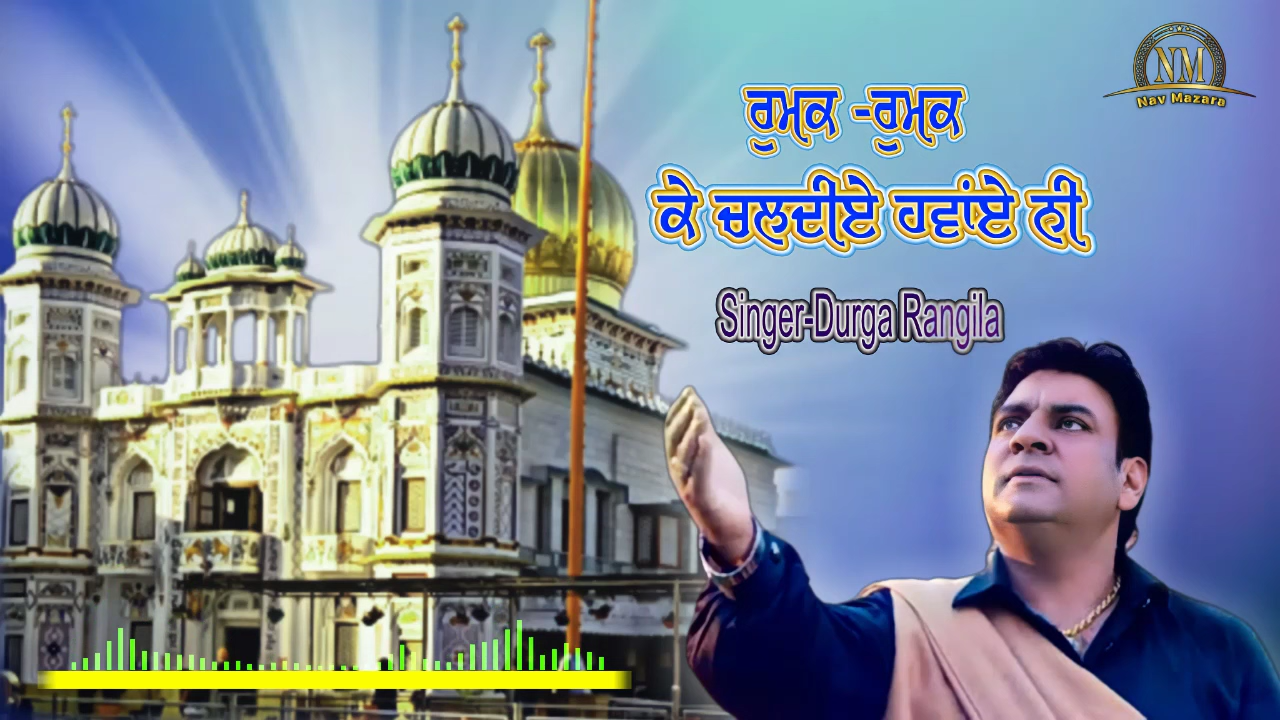 ਰੁਮਕ -ਰੁਮਕ
ਕੇ ਚਲਦੀਏ ਹਵਾਂਏ ਨੀ
Singer-Durga Rangila
NM
Nav Mazara